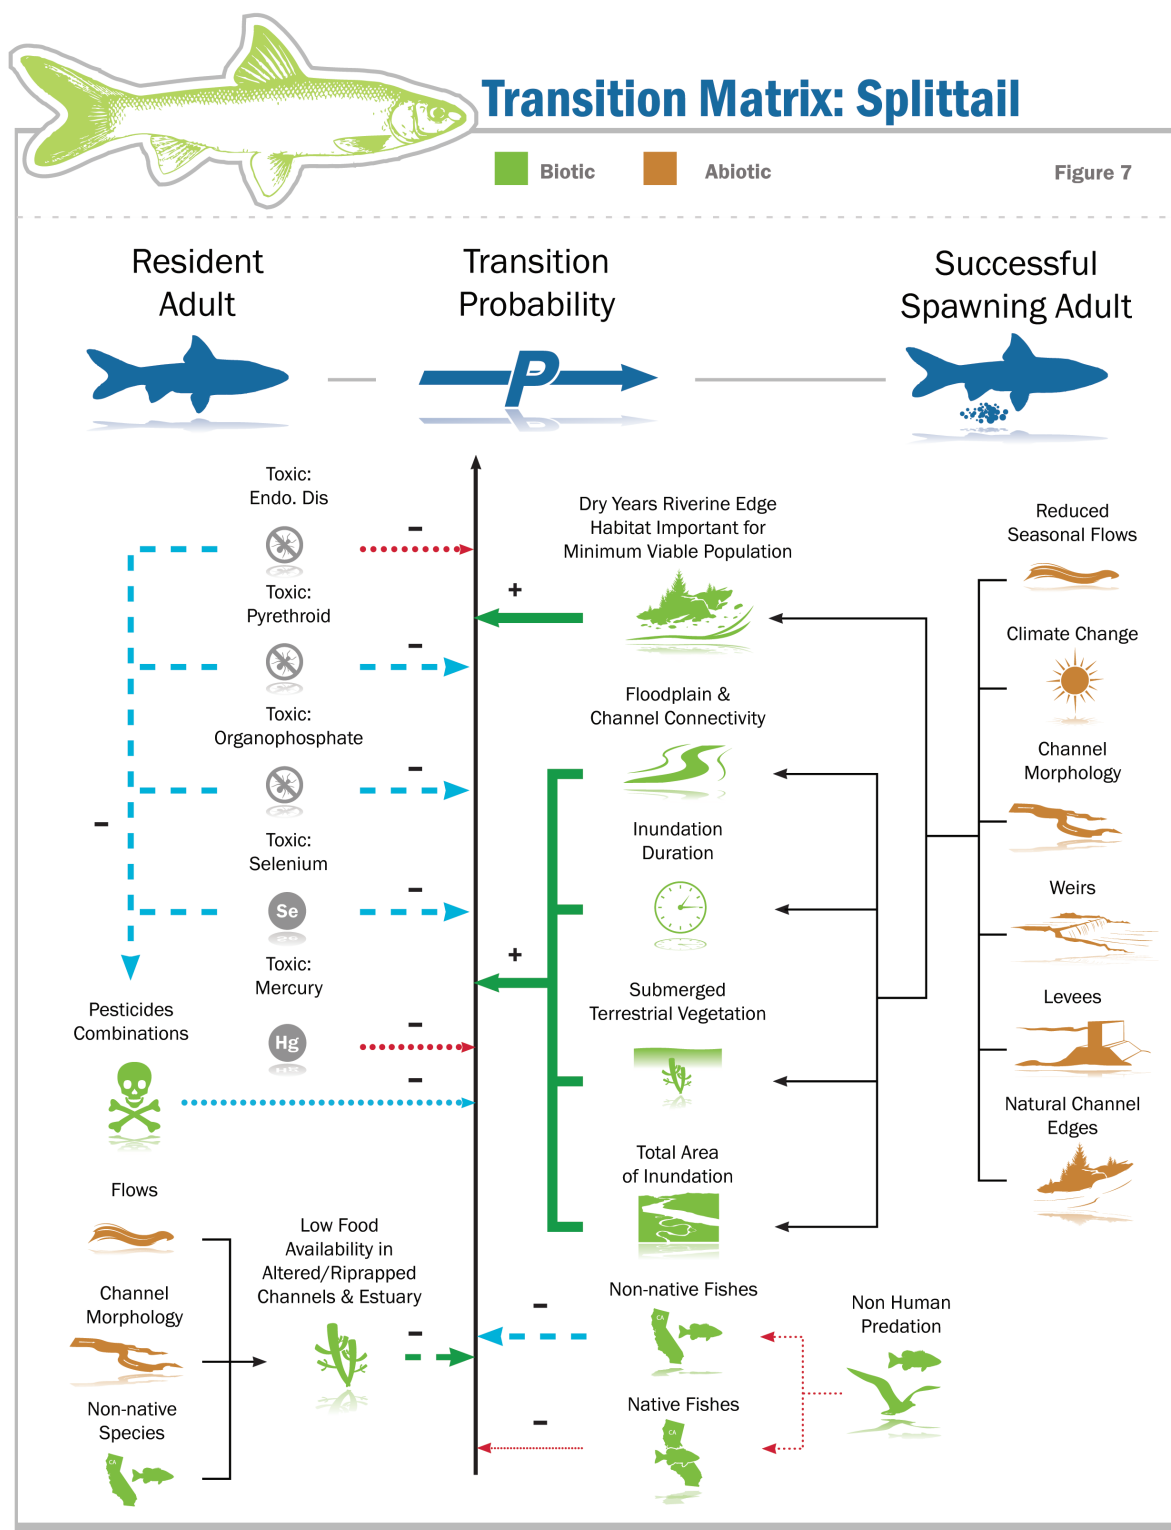 Transition Matrix: Splittail
Biotic
Abiotic
Figure 7
Resident
Adult
Transition
Probability
Successful
Spawning Adult
P
Toxic:
Endo. Dis
–
Toxic:
Pyrethroid
–
Toxic:
Organophosphate
–
–
Toxic:
Selenium
Se
–
Toxic:
Mercury
Hg
–
Pesticides
Combinations
–
Flows
Channel
Morphology
Non-native
Species
CA
Low Food
Availability in
Altered/Riprapped
Channels & Estuary
–
Dry Years Riverine Edge
Habitat Important for
Minimum Viable Population
+
Floodplain &
Channel Connectivity
Inundation
Duration
+
Submerged
Terrestrial Vegetation
Total Area
of Inundation
Non-native Fishes
–
CA
Native Fishes
–
CA
Non Human
Predation
Reduced
Seasonal Flows
Climate Change
Channel
Morphology
Weirs
Levees
Natural Channel
Edges